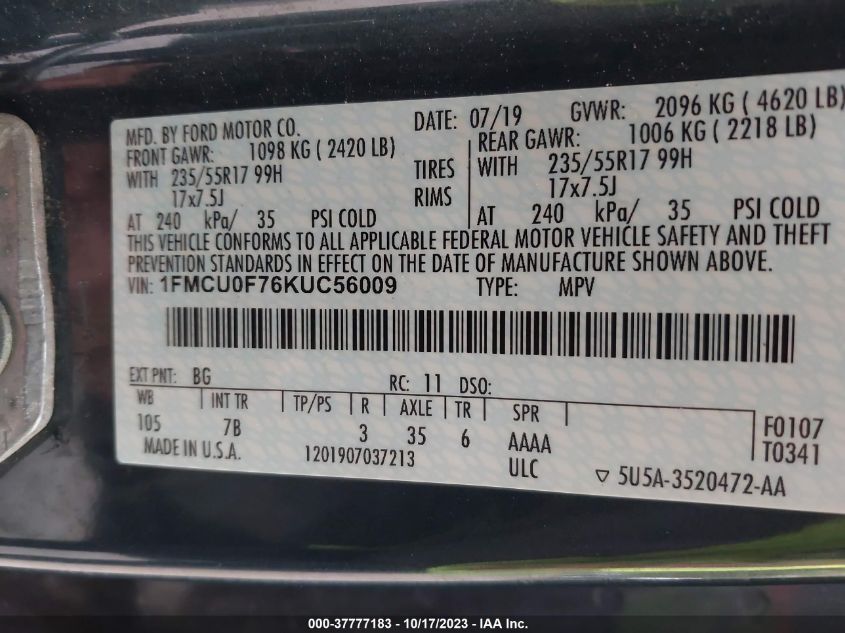 MFD. BY FORD MOTOR CO.
DATE: 07/19 GVWR: 2096 KG ( 4620 LB)
FRONT GAWR: 1098 KG ( 2420 LB)
REAR GAWR: 1006 KG ( 2218 LB)
WITH 235/55R17 99H TIRES WITH 235/55R17 99H
17x7.5J RIMS 17x7.5J
AT 240 kPa/ 35 PSI COLD AT 240 kPa/ 35 PSI COLD
THIS VEHICLE CONFORMS TO ALL APPLICABLE FEDERAL MOTOR VEHICLE SAFETY AND THEFT
PREVENTION STANDARDS IN EFFECT ON THE DATE OF MANUFACTURE SHOWN ABOVE.
VIN: 1FMCU0F76KUC56009 TYPE: MPV
EXT PNT: BG RC: 11 DSO:
WB INT TR TP/PS R AXLE TR SPR
105 7B 3 35 6 AAAA F0107
MADE IN U.S.A. 1201907037213 ULC T0341
▽ 5U5A-3520472-AA
000-37777183 - 10/17/2023 - IAA Inc.